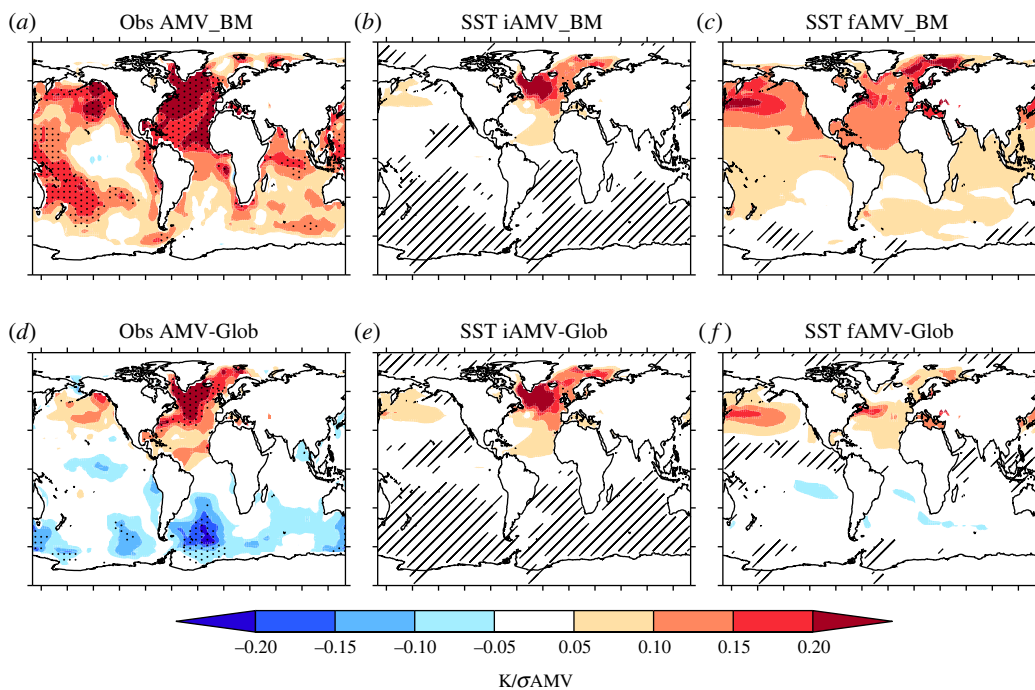 (a) Obs AMV_BM
(b) SST iAMV_BM
(c) SST fAMV_BM
(d) Obs AMV-Glob
(e) SST iAMV-Glob
(f) SST fAMV-Glob
–0.20 –0.15 –0.10 –0.05 0.05 0.10 0.15 0.20
K/σAMV